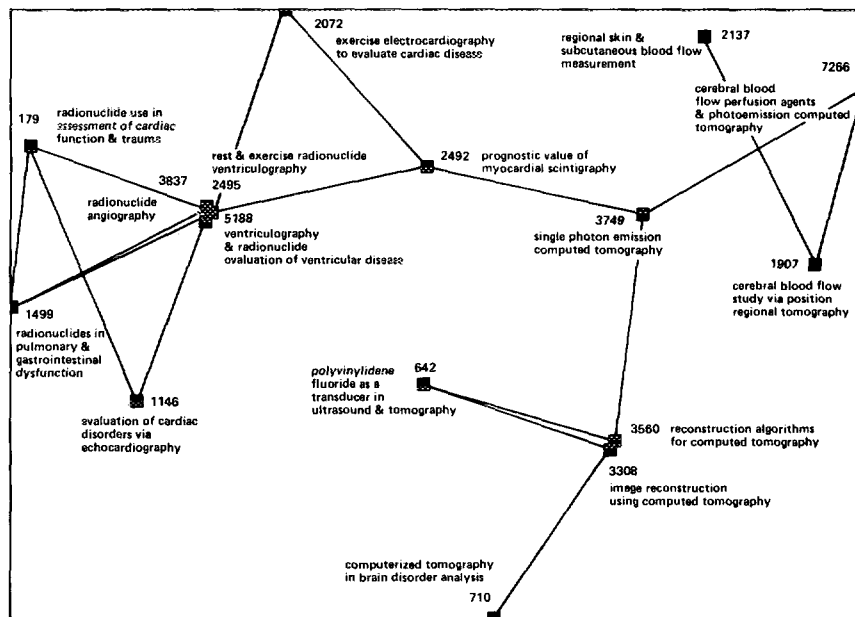 2072
exercise electrocardiography
to evaluate cardiac disease
regional skin &
subcutaneous blood flow
measurement
2137
7266
cerebral blood
flow perfusion agents
& photoemission computed
tomography
179
radionuclide use in
assessment of cardiac
function & trauma
rest & exercise radionuclide
ventriculography
3837
2495
radionuclide
angiography
5188
ventriculography
& radionuclide
evaluation of ventricular disease
2492
prognostic value of
myocardial scintigraphy
3749
single photon emission
computed tomography
1907
cerebral blood flow
study via position
regional tomography
1499
radionuclides in
pulmonary &
gastrointestinal
dysfunction
1146
evaluation of cardiac
disorders via
echocardiography
polyvinylidene
fluoride as a
transducer in
ultrasound & tomography
642
3560
reconstruction algorithms
for computed tomography
3308
image reconstruction
using computed tomography
computerized tomography
in brain disorder analysis
710